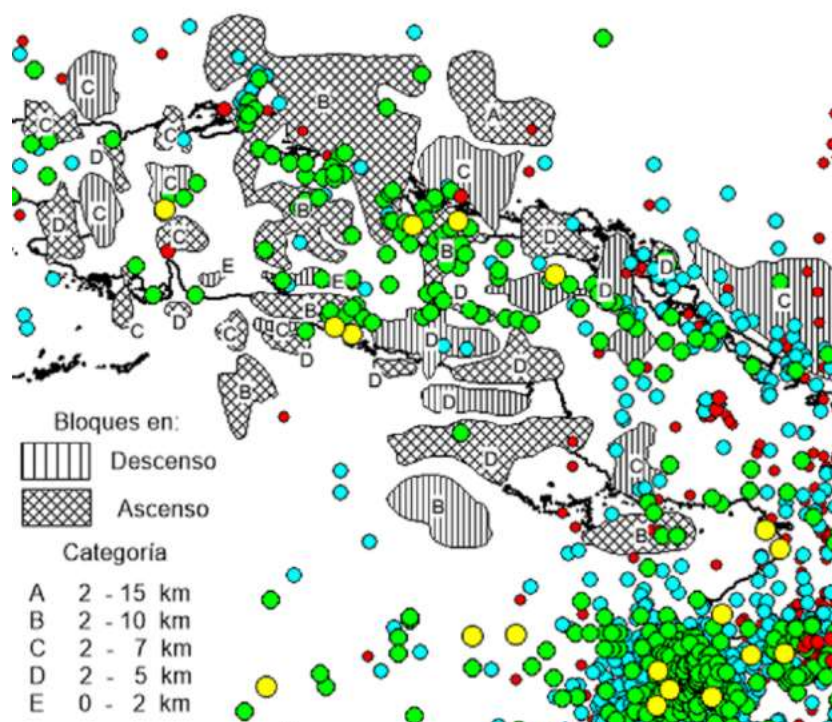 B
C
A
C
C
D
C
C
B
D
C
C
B
D
D
E
E
D
D
C
B
C
D
C
C
D
D
D
D
B
D
D
C
B
B
Bloques en:
Descenso
Ascenso
Categoría
A 2 - 15 km
B 2 - 10 km
C 2 - 7 km
D 2 - 5 km
E 0 - 2 km